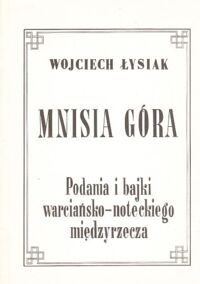 WOJCIECH ŁYSIAK
MNISIA GÓRA
Podania i bajki
warciańsko-noteckiego
międzyrzecza